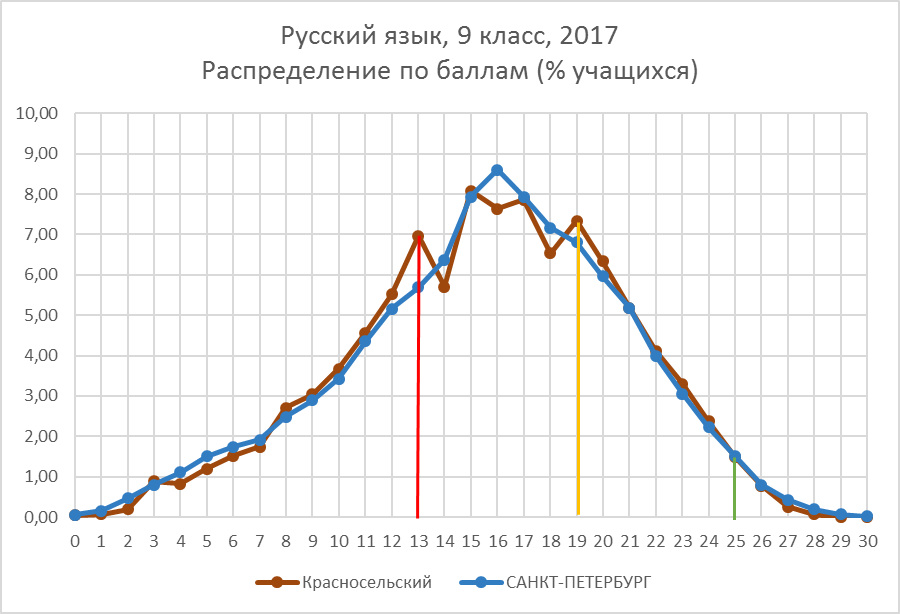 Русский язык, 9 класс, 2017
Распределение по баллам (% учащихся)
10,00
9,00
8,00
7,00
6,00
5,00
4,00
3,00
2,00
1,00
0,00
0 1 2 3 4 5 6 7 8 9 10 11 12 13 14 15 16 17 18 19 20 21 22 23 24 25 26 27 28 29 30
Красносельский САНКТ-ПЕТЕРБУРГ